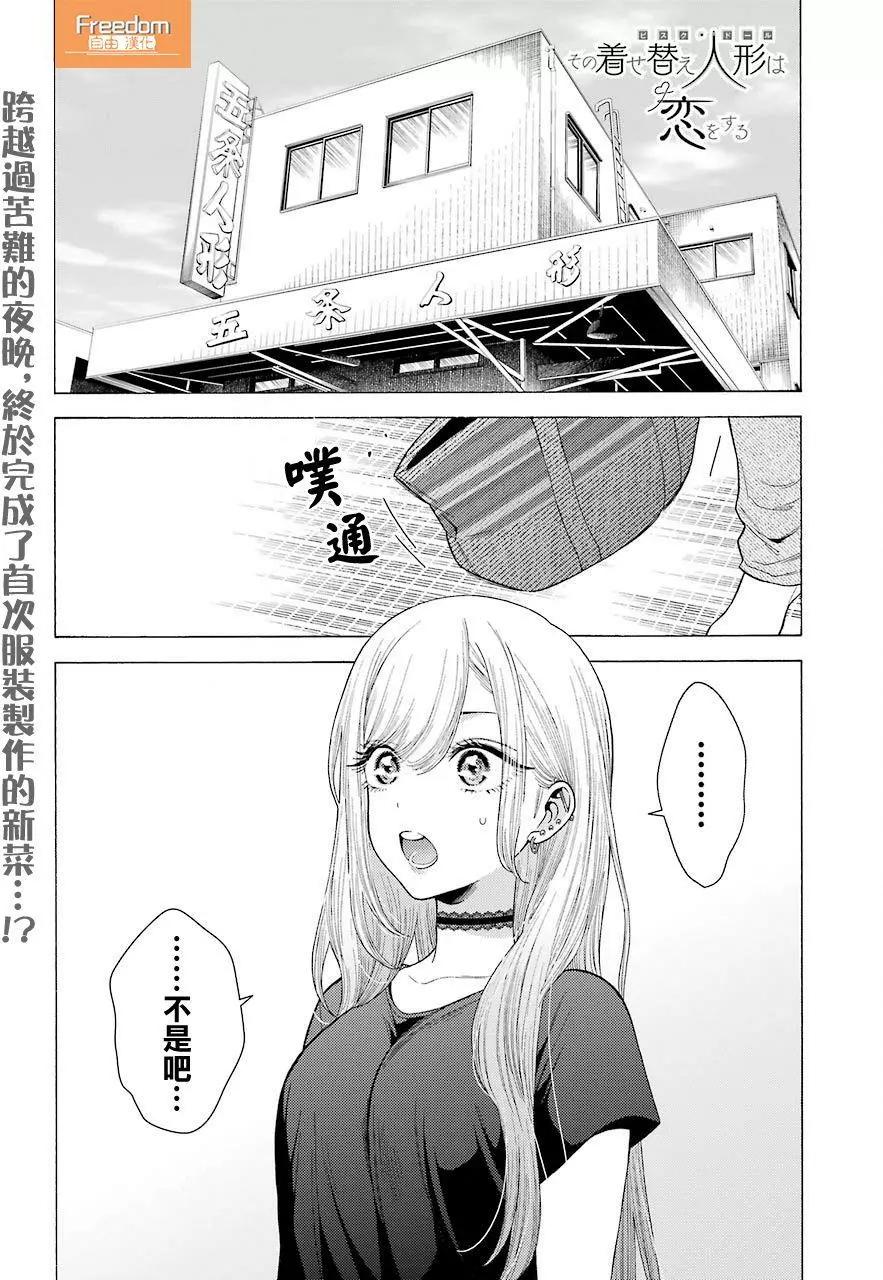 Freedom
自由 漢化
ビスク・ドール
その着せ替え人形は
恋をする
五条人形
五条人形
跨越過苦難的夜晚，終於完成了首次服裝製作的新菜…!?
噗通
………
……不是吧…